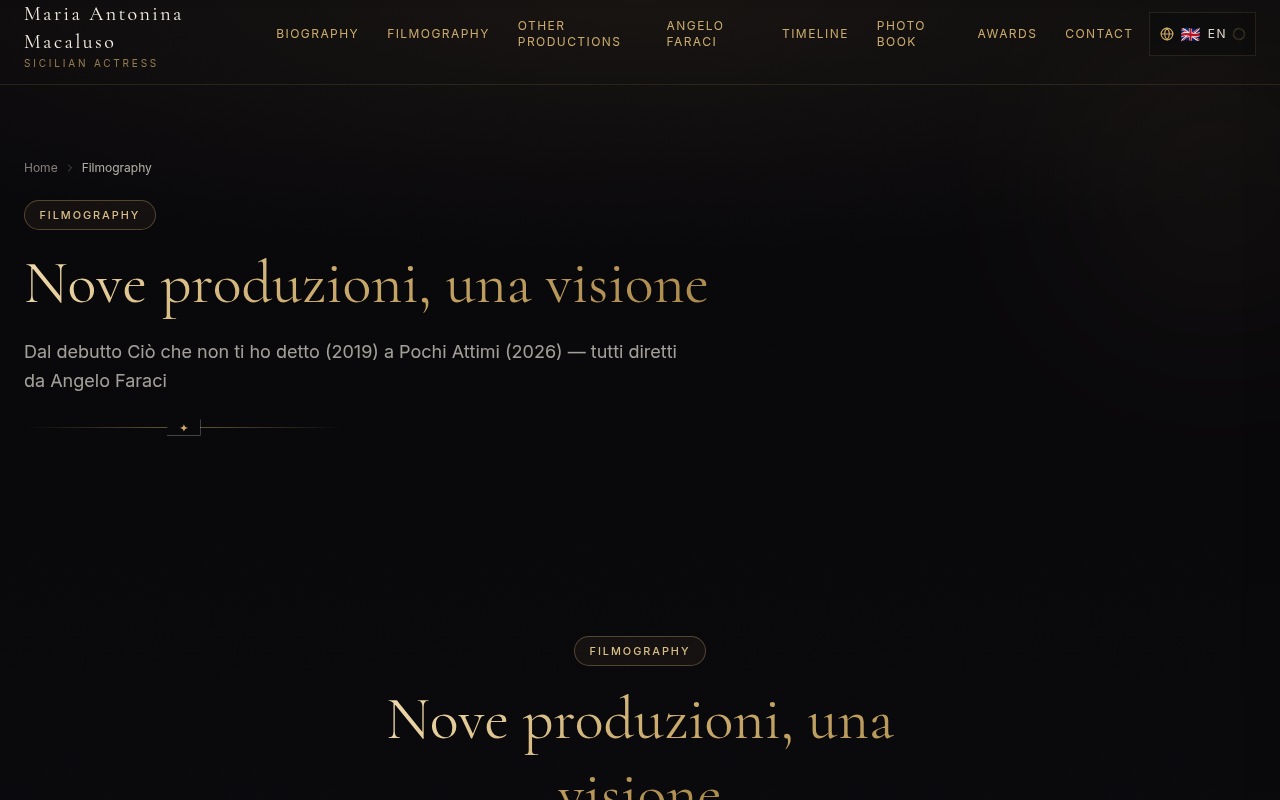 Maria Antonina
Macaluso
SICILIAN ACTRESS
BIOGRAPHY
FILMOGRAPHY
OTHER
PRODUCTIONS
ANGELO
FARACI
TIMELINE
PHOTO
BOOK
AWARDS
CONTACT
EN
Home
Filmography
FILMOGRAPHY
Nove produzioni, una visione
Dal debutto Ciò che non ti ho detto (2019) a Pochi Attimi (2026) — tutti diretti
da Angelo Faraci
FILMOGRAPHY
Nove produzioni, una
visione